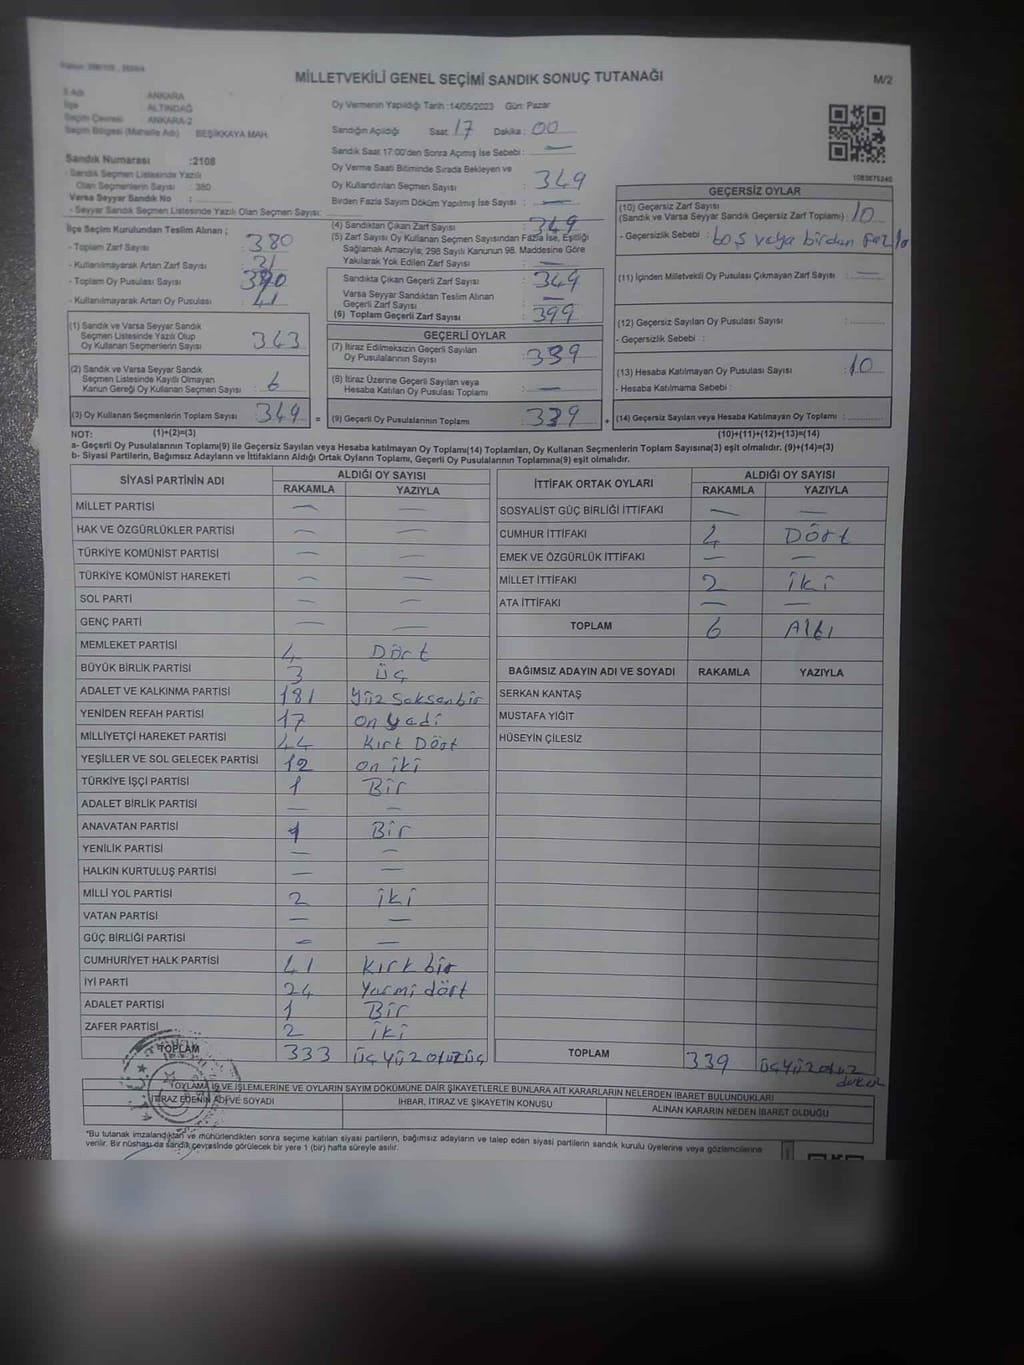 MİLLETVEKİLİ GENEL SEÇİMİ SANDIK SONUÇ TUTANAĞI
M/2
İl Adı ANKARA
İlçe ALTINDAĞ
Seçim Çevresi ANKARA-2
Seçim Bölgesi (Mahalle Adı) BEŞİKKAYA MAH.
Sandık Numarası :2108
- Sandık Seçmen Listesinde Yazılı
Olan Seçmenlerin Sayısı : 380
Varsa Seyyar Sandık No :
- Seyyar Sandık Seçmen Listesinde Yazılı Olan Seçmen Sayısı:
Oy Vermenin Yapıldığı Tarih :14/05/2023 Gün: Pazar
Sandığın Açıldığı Saat 17 Dakika : 00
Sandık Saat 17:00'den Sonra Açılmış İse Sebebi : —
Oy Verme Saati Bitiminde Sırada Bekleyen ve
Oy Kullandırılan Seçmen Sayısı : 349
Birden Fazla Sayım Döküm Yapılmış İse Sayısı : —
İlçe Seçim Kurulundan Teslim Alınan ;
- Toplam Zarf Sayısı : 380
- Kullanılmayarak Artan Zarf Sayısı : 31
- Toplam Oy Pusulası Sayısı :
- Kullanılmayarak Artan Oy Pusulası : 41
(1) Sandık ve Varsa Seyyar Sandık
Seçmen Listesinde Yazılı Olup
Oy Kullanan Seçmenlerin Sayısı : 343
(2) Sandık ve Varsa Seyyar Sandık
Seçmen Listesinde Kayıtlı Olmayan
Kanun Gereği Oy Kullanan Seçmen Sayısı : 6
(3) Oy Kullanan Seçmenlerin Toplam Sayısı : 349 =
(4) Sandıktan Çıkan Zarf Sayısı : 349
(5) Zarf Sayısı Oy Kullanan Seçmen Sayısından Fazla İse, Eşitliği
Sağlamak Amacıyla, 298 Sayılı Kanunun 98. Maddesine Göre
Yakılarak Yok Edilen Zarf Sayısı : —
Sandıkta Çıkan Geçerli Zarf Sayısı : 349
Varsa Seyyar Sandıktan Teslim Alınan
Geçerli Zarf Sayısı : —
(6) Toplam Geçerli Zarf Sayısı : 399
GEÇERLİ OYLAR
(7) İtiraz Edilmeksizin Geçerli Sayılan
Oy Pusulalarının Sayısı : 339
(8) İtiraz Üzerine Geçerli Sayılan veya
Hesaba Katılan Oy Pusulası Toplamı : —
(9) Geçerli Oy Pusulalarının Toplamı : 339 +
1083675240
GEÇERSİZ OYLAR
(10) Geçersiz Zarf Sayısı
(Sandık ve Varsa Seyyar Sandık Geçersiz Zarf Toplamı) : 10
- Geçersizlik Sebebi : boş veya birden fazla
(11) İçinden Milletvekili Oy Pusulası Çıkmayan Zarf Sayısı : —
(12) Geçersiz Sayılan Oy Pusulası Sayısı :
- Geçersizlik Sebebi :
(13) Hesaba Katılmayan Oy Pusulası Sayısı : 10
- Hesaba Katılmama Sebebi :
(14) Geçersiz Sayılan veya Hesaba Katılmayan Oy Toplamı :
NOT: (1)+(2)=(3) (10)+(11)+(12)+(13)=(14)
a- Geçerli Oy Pusulalarının Toplamı(9) ile Geçersiz Sayılan veya Hesaba katılmayan Oy Toplamı(14) Toplamları, Oy Kullanan Seçmenlerin Toplam Sayısına(3) eşit olmalıdır. (9)+(14)=(3)
b- Siyasi Partilerin, Bağımsız Adayların ve İttifakların Aldığı Ortak Oyların Toplamı, Geçerli Oy Pusulalarının Toplamına(9) eşit olmalıdır.
SİYASİ PARTİNİN ADI ALDIĞI OY SAYISI
RAKAMLA YAZIYLA
MİLLET PARTİSİ — —
HAK VE ÖZGÜRLÜKLER PARTİSİ — —
TÜRKİYE KOMÜNİST PARTİSİ — —
TÜRKİYE KOMÜNİST HAREKETİ — —
SOL PARTİ — —
GENÇ PARTİ — —
MEMLEKET PARTİSİ 4 Dört
BÜYÜK BİRLİK PARTİSİ 3 üç
ADALET VE KALKINMA PARTİSİ 181 Yüz Seksenbir
YENİDEN REFAH PARTİSİ 17 on yedi
MİLLİYETÇİ HAREKET PARTİSİ 44 Kırk Dört
YEŞİLLER VE SOL GELECEK PARTİSİ 12 on iki
TÜRKİYE İŞÇİ PARTİSİ 1 Bir
ADALET BİRLİK PARTİSİ — —
ANAVATAN PARTİSİ 1 Bir
YENİLİK PARTİSİ — —
HALKIN KURTULUŞ PARTİSİ — —
MİLLİ YOL PARTİSİ 2 iki
VATAN PARTİSİ — —
GÜÇ BİRLİĞİ PARTİSİ — —
CUMHURİYET HALK PARTİSİ 41 Kırk bir
İYİ PARTİ 24 Yarmi dört
ADALET PARTİSİ 1 Bir
ZAFER PARTİSİ 2 iki
TOPLAM 333 üç yüz otuzüç
İTTİFAK ORTAK OYLARI ALDIĞI OY SAYISI
RAKAMLA YAZIYLA
SOSYALİST GÜÇ BİRLİĞİ İTTİFAKI — —
CUMHUR İTTİFAKI 4 Dört
EMEK VE ÖZGÜRLÜK İTTİFAKI — —
MİLLET İTTİFAKI 2 iki
ATA İTTİFAKI — —
TOPLAM 6 Altı
BAĞIMSIZ ADAYIN ADI VE SOYADI RAKAMLA YAZIYLA
SERKAN KANTAŞ
MUSTAFA YİĞİT
HÜSEYİN ÇİLESİZ
TOPLAM 339 üçyüz otuz dokuz
OYLAMA İŞ VE İŞLEMLERİNE VE OYLARIN SAYIM DÖKÜMÜNE DAİR ŞİKAYETLERLE BUNLARA AİT KARARLARIN NELERDEN İBARET BULUNDUKLARI
İTİRAZ EDENİN ADI VE SOYADI İHBAR, İTİRAZ VE ŞİKAYETİN KONUSU ALINAN KARARIN NEDEN İBARET OLDUĞU
"Bu tutanak imzalandıktan ve mühürlendikten sonra seçime katılan siyasi partilerin, bağımsız adayların ve talep eden siyasi partilerin sandık kurulu üyelerine veya gözlemcilerine
verilir. Bir nüshası da sandık çevresinde görülecek bir yere 1 (bir) hafta süreyle asılır.